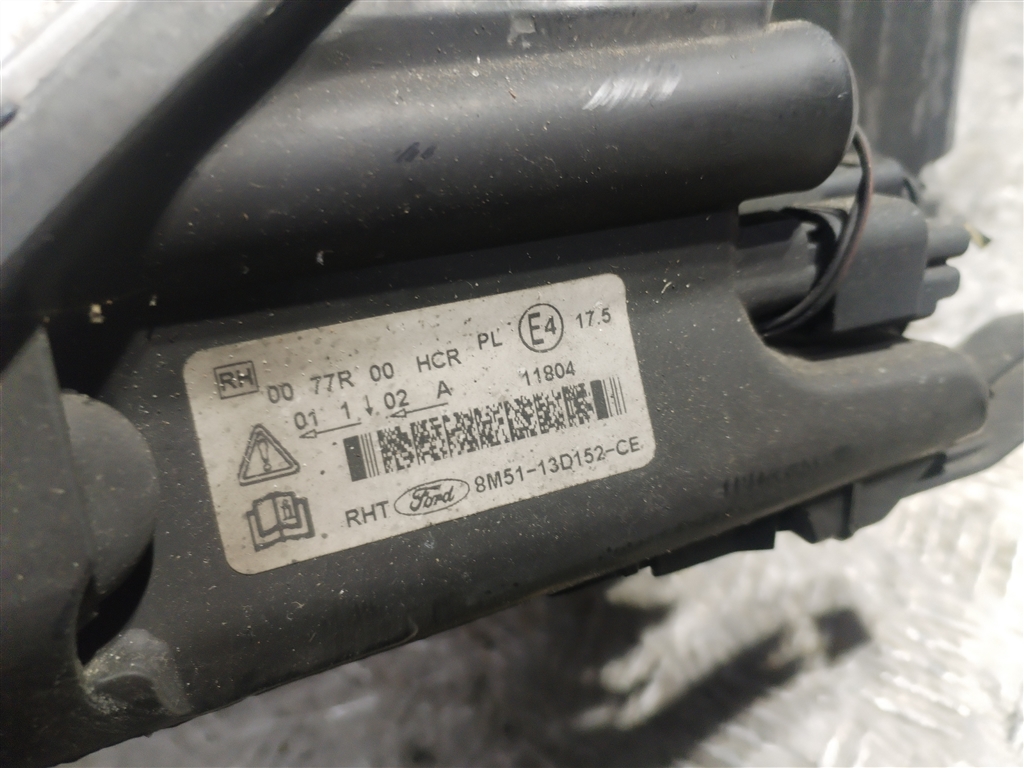 RH 00 77R 00 HCR PL E4 17.5
01 1 ↓ 02 A 11804
RHT Ford 8M51-13D152-CE